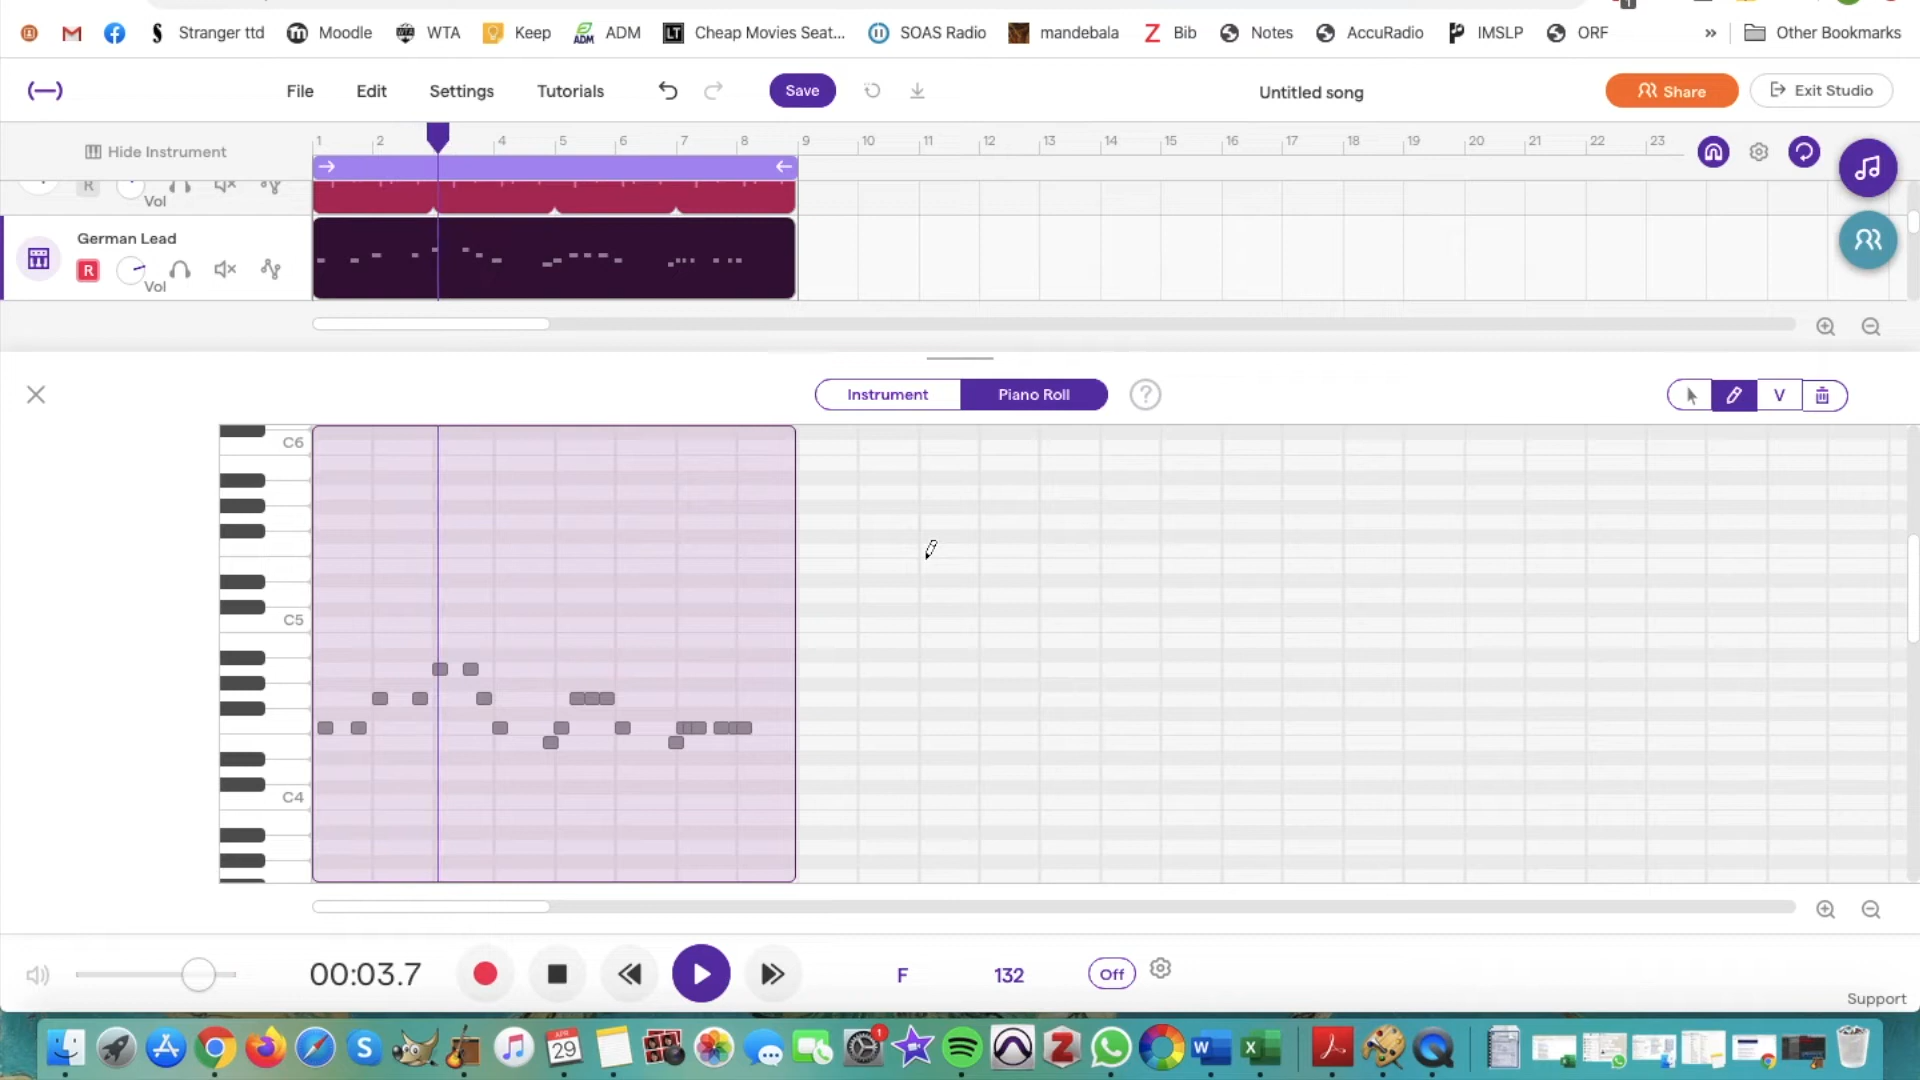 Stranger ttd Moodle WTA Keep ADM Cheap Movies Seat... SOAS Radio mandebala Bib Notes AccuRadio IMSLP ORF » Other Bookmarks
File Edit Settings Tutorials Save Untitled song Share Exit Studio
Hide Instrument 1 2 4 5 6 7 8 9 10 11 12 13 14 15 16 17 18 19 20 21 22 23
R Vol
German Lead
R Vol
Instrument Piano Roll ? V
C6
C5
C4
00:03.7 F 132 Off
Support
APR
29
1
W X